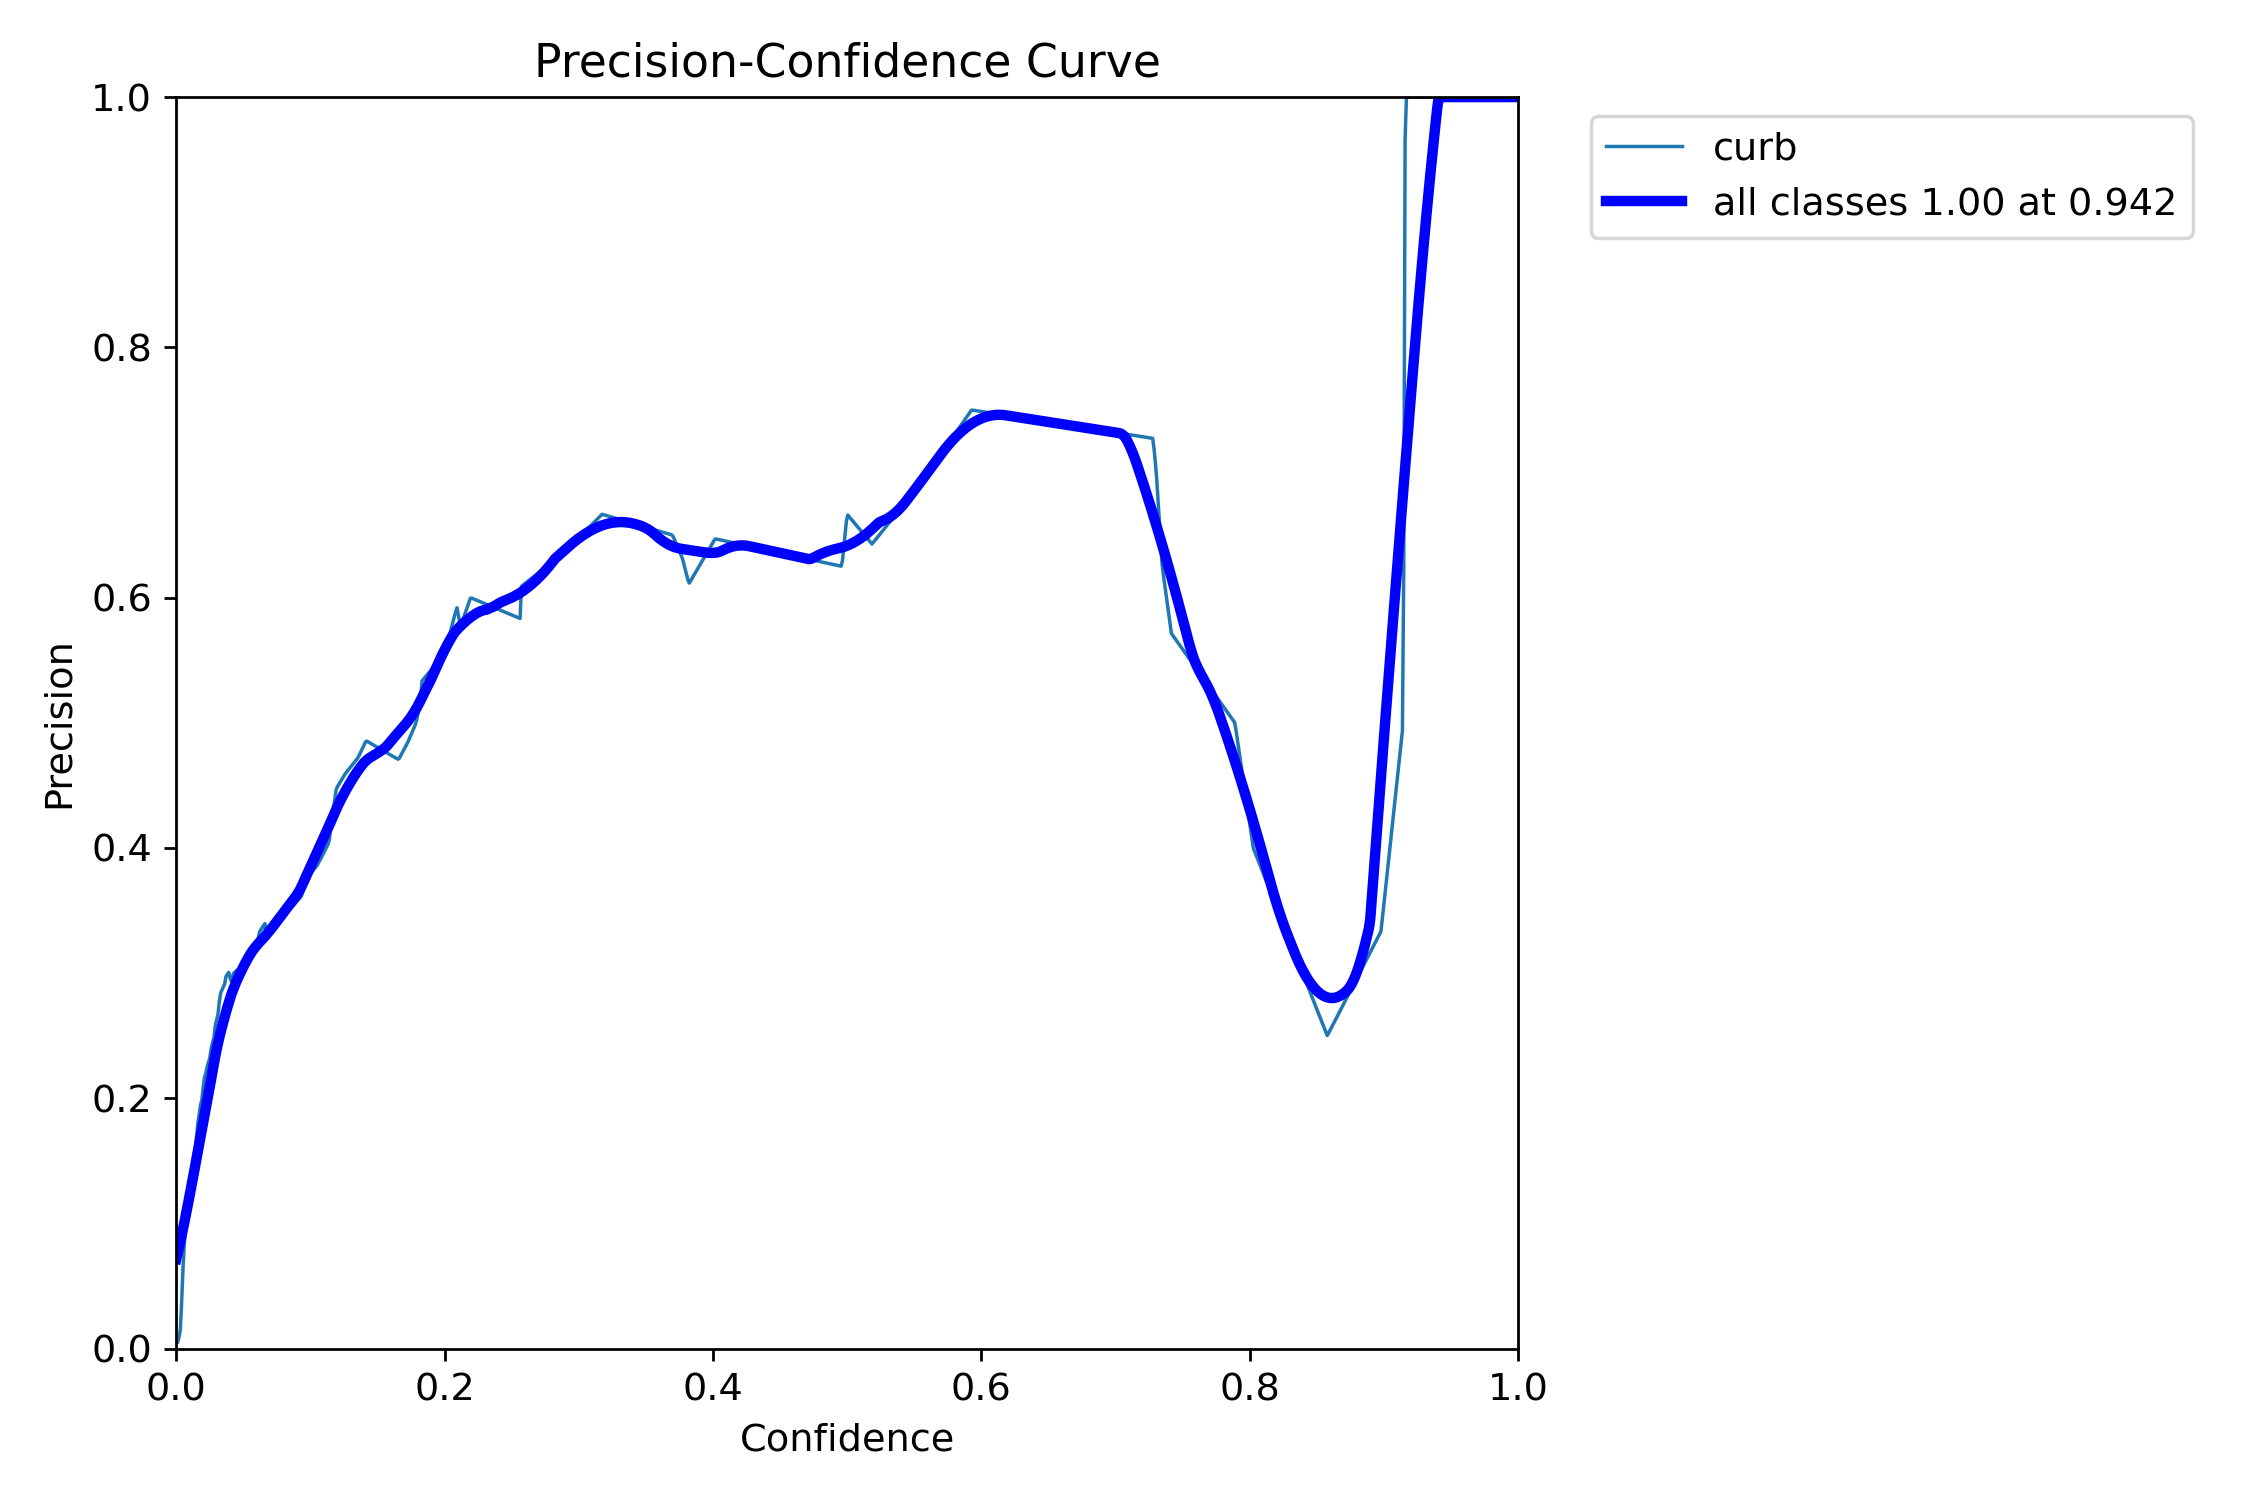 Precision-Confidence Curve
curb
all classes 1.00 at 0.942
Precision
1.0
0.8
0.6
0.4
0.2
0.0
0.0 0.2 0.4 0.6 0.8 1.0
Confidence